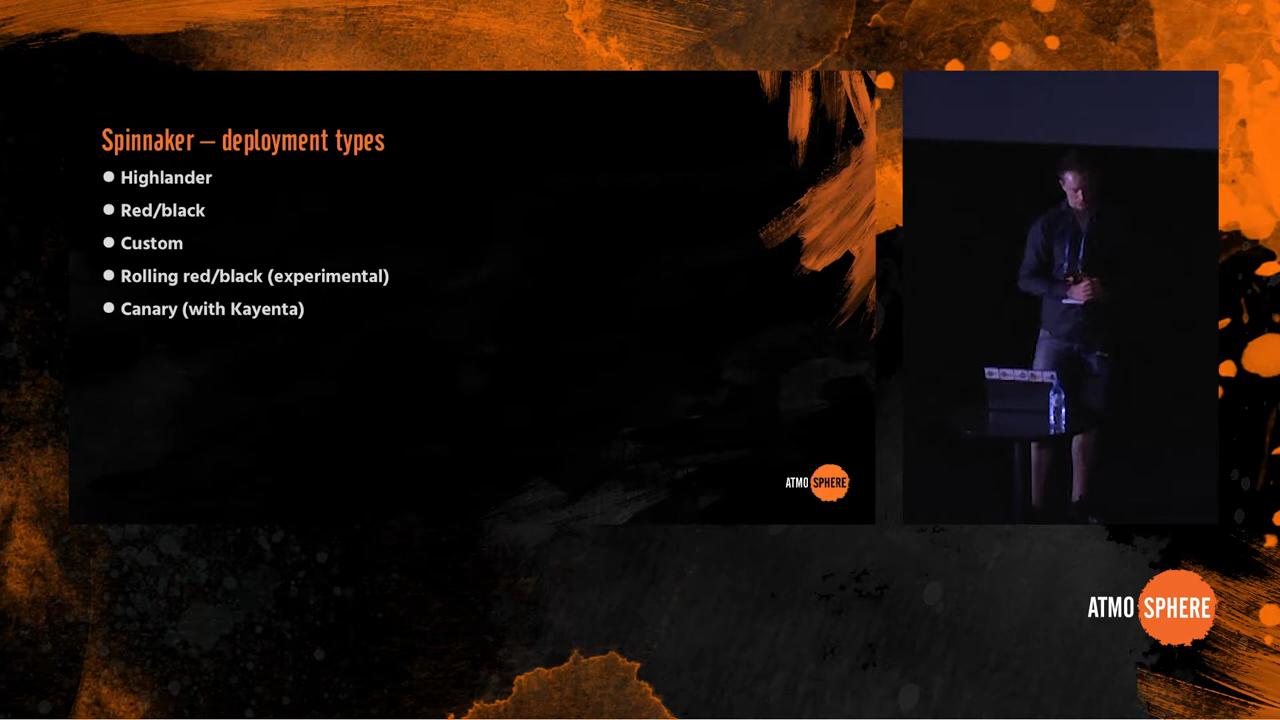 Spinnaker – deployment types
Highlander
Red/black
Custom
Rolling red/black (experimental)
Canary (with Kayenta)
ATMO SPHERE
ATMO SPHERE